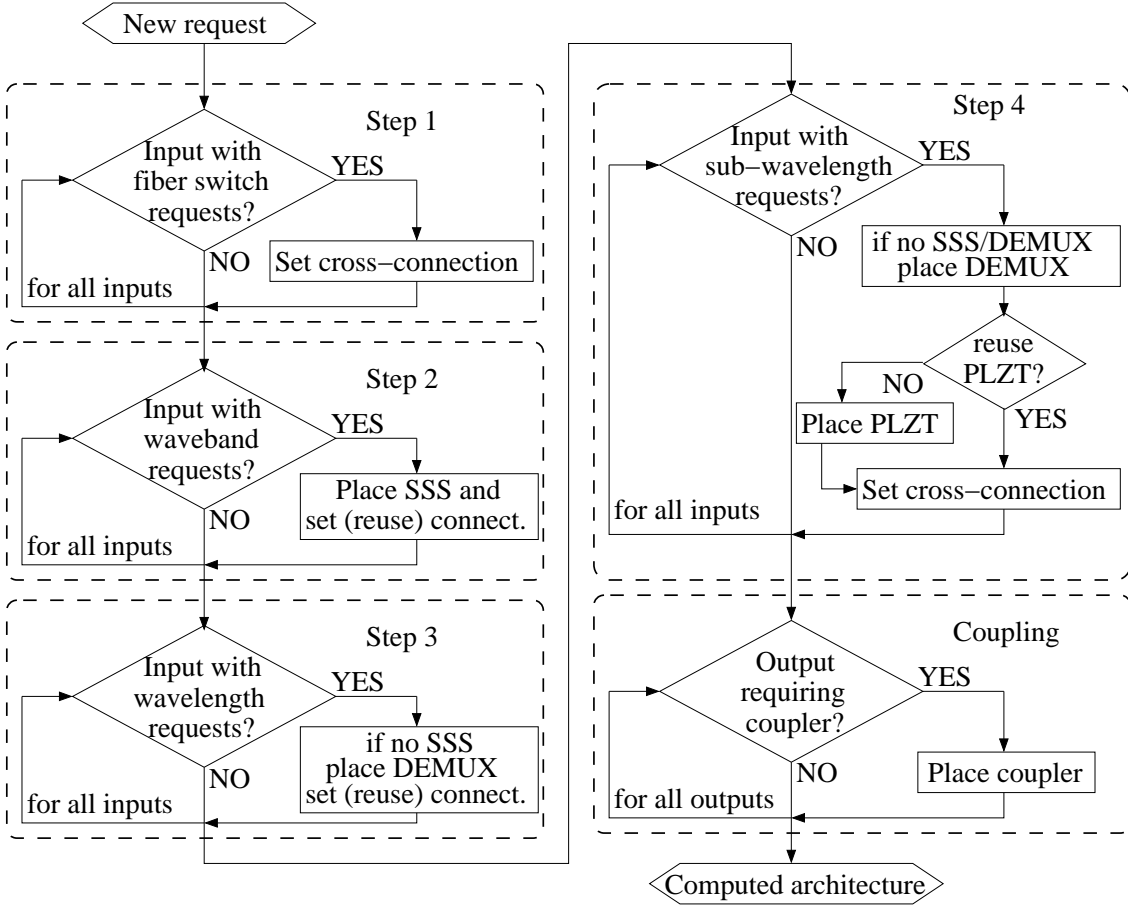 New request
Step 1
Input with
fiber switch
requests?
YES
NO
Set cross−connection
for all inputs
Step 2
Input with
waveband
requests?
YES
NO
Place SSS and
set (reuse) connect.
for all inputs
Step 3
Input with
wavelength
requests?
YES
NO
if no SSS
place DEMUX
set (reuse) connect.
for all inputs
Step 4
Input with
sub−wavelength
requests?
YES
NO
if no SSS/DEMUX
place DEMUX
reuse
PLZT?
NO
YES
Place PLZT
Set cross−connection
for all inputs
Coupling
Output
requiring
coupler?
YES
NO
Place coupler
for all outputs
Computed architecture